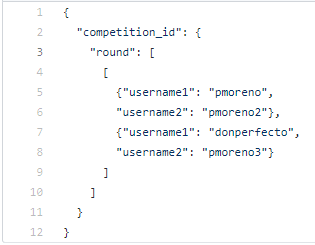 1 {
2 "competition_id": {
3 "round": [
4 [
5 {"username1": "pmoreno",
6 "username2": "pmoreno2"},
7 {"username1": "donperfecto",
8 "username2": "pmoreno3"}
9 ]
10 ]
11 }
12 }